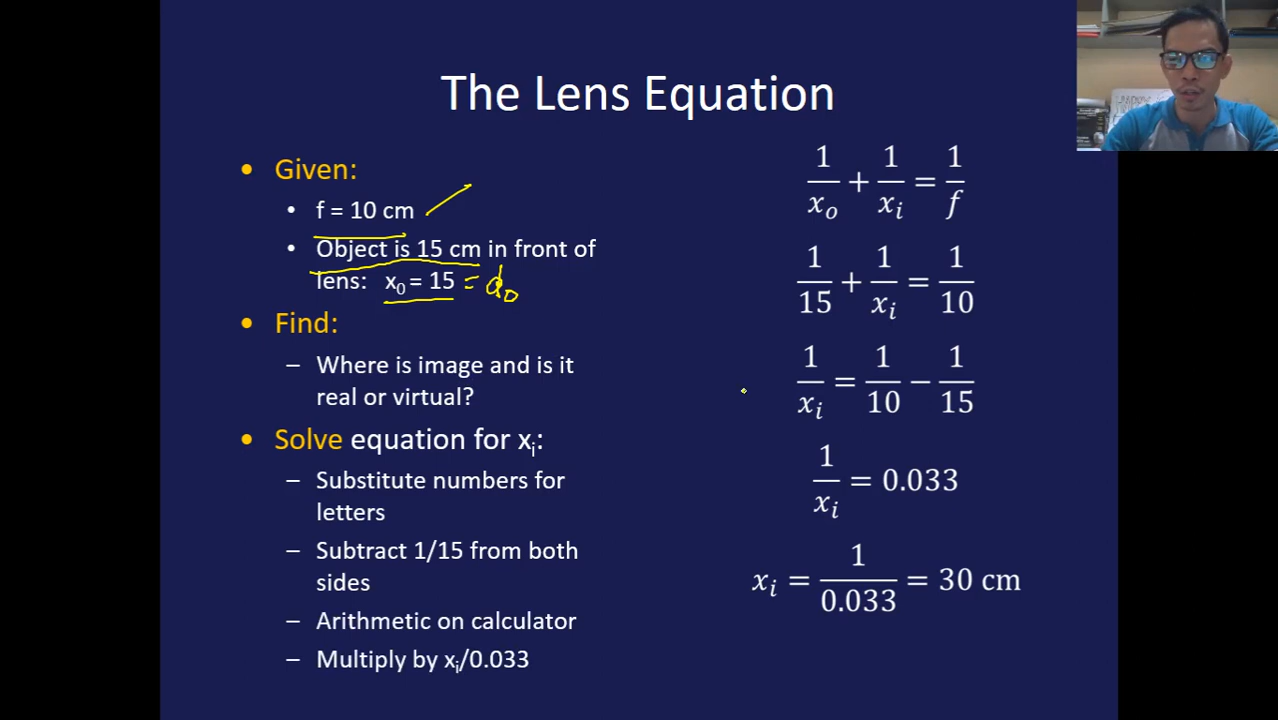 The Lens Equation
• Given:
• f = 10 cm
• Object is 15 cm in front of
lens: x₀ = 15 = d₀
• Find:
– Where is image and is it
real or virtual?
• Solve equation for xᵢ:
– Substitute numbers for
letters
– Subtract 1/15 from both
sides
– Arithmetic on calculator
– Multiply by xᵢ/0.033
1/xₒ + 1/xᵢ = 1/f
1/15 + 1/xᵢ = 1/10
1/xᵢ = 1/10 − 1/15
1/xᵢ = 0.033
xᵢ = 1/0.033 = 30 cm